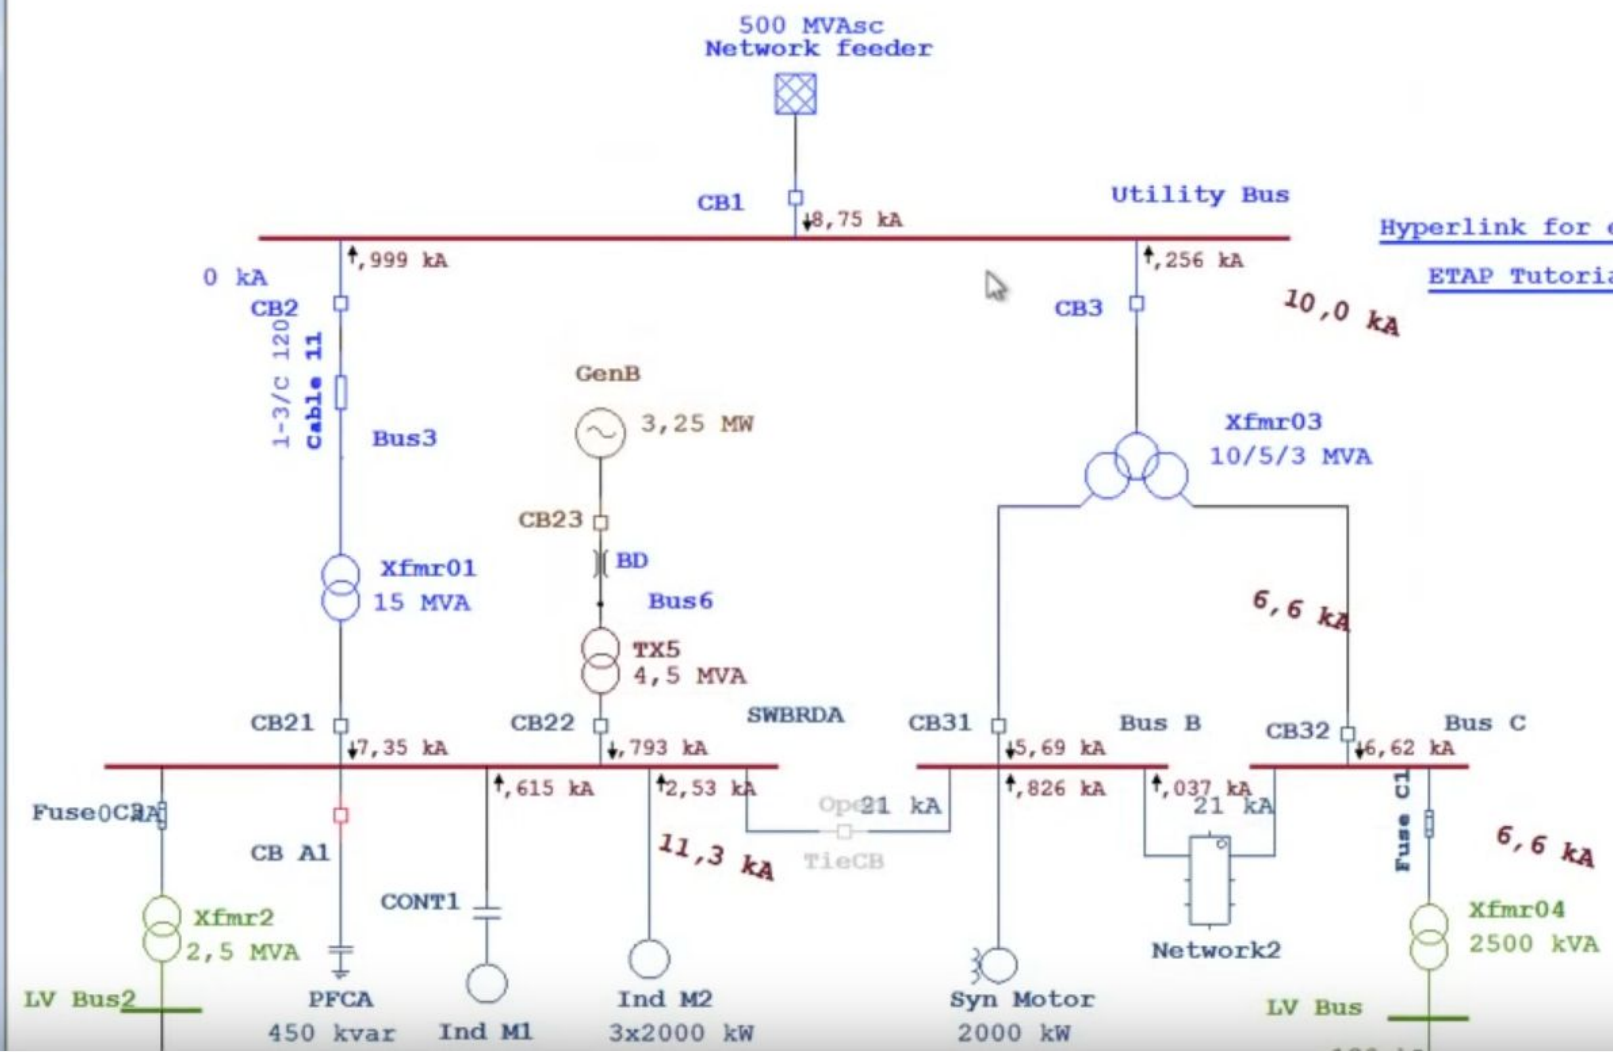 500 MVAsc
Network feeder
CB1
8,75 kA
Utility Bus
Hyperlink for
ETAP
,999 kA
,256 kA
0 kA
CB2
CB3
10,0 kA
1-3/C 120
Cable 11
Bus3
GenB
3,25 MW
Xfmr03
10/5/3 MVA
CB23
BD
Bus6
Xfmr01
15 MVA
TX5
4,5 MVA
6,6 kA
CB21
CB22
SWBRDA
CB31
Bus B
CB32
Bus C
7,35 kA
,793 kA
5,69 kA
6,62 kA
,615 kA
2,53 kA
,826 kA
,037 kA
Open
21 kA
21 kA
TieCB
CB A1
11,3 kA
Fuse C1
6,6 kA
CONT1
Xfmr2
2,5 MVA
Network2
Xfmr04
2500 kVA
LV Bus2
PFCA
450 kvar
Ind M1
Ind M2
3x2000 kW
Syn Motor
2000 kW
LV Bus